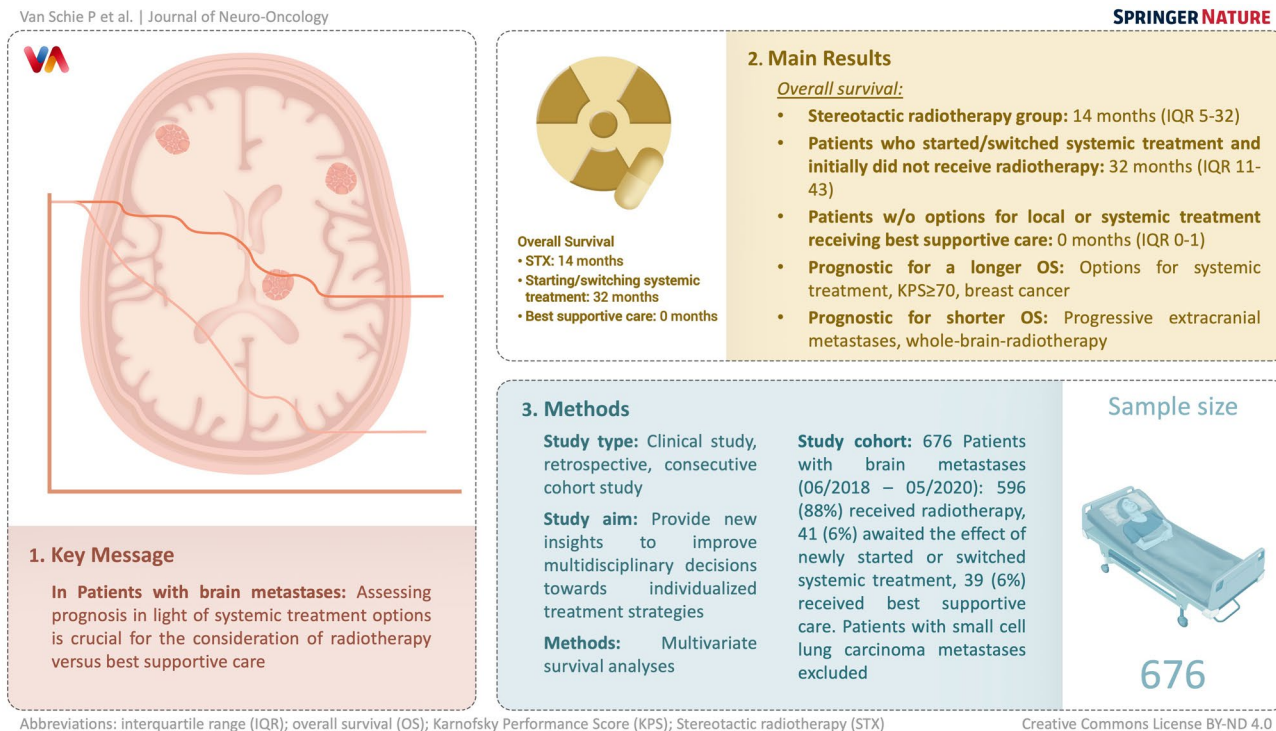 Van Schie P et al. | Journal of Neuro-Oncology
SPRINGER NATURE
VA
1. Key Message
In Patients with brain metastases: Assessing
prognosis in light of systemic treatment options
is crucial for the consideration of radiotherapy
versus best supportive care
Overall Survival
• STX: 14 months
• Starting/switching systemic
treatment: 32 months
• Best supportive care: 0 months
2. Main Results
Overall survival:
• Stereotactic radiotherapy group: 14 months (IQR 5-32)
• Patients who started/switched systemic treatment and
initially did not receive radiotherapy: 32 months (IQR 11-
43)
• Patients w/o options for local or systemic treatment
receiving best supportive care: 0 months (IQR 0-1)
• Prognostic for a longer OS: Options for systemic
treatment, KPS≥70, breast cancer
• Prognostic for shorter OS: Progressive extracranial
metastases, whole-brain-radiotherapy
3. Methods
Study type: Clinical study,
retrospective, consecutive
cohort study
Study aim: Provide new
insights to improve
multidisciplinary decisions
towards individualized
treatment strategies
Methods: Multivariate
survival analyses
Study cohort: 676 Patients
with brain metastases
(06/2018 – 05/2020): 596
(88%) received radiotherapy,
41 (6%) awaited the effect of
newly started or switched
systemic treatment, 39 (6%)
received best supportive
care. Patients with small cell
lung carcinoma metastases
excluded
Sample size
676
Abbreviations: interquartile range (IQR); overall survival (OS); Karnofsky Performance Score (KPS); Stereotactic radiotherapy (STX)
Creative Commons License BY-ND 4.0